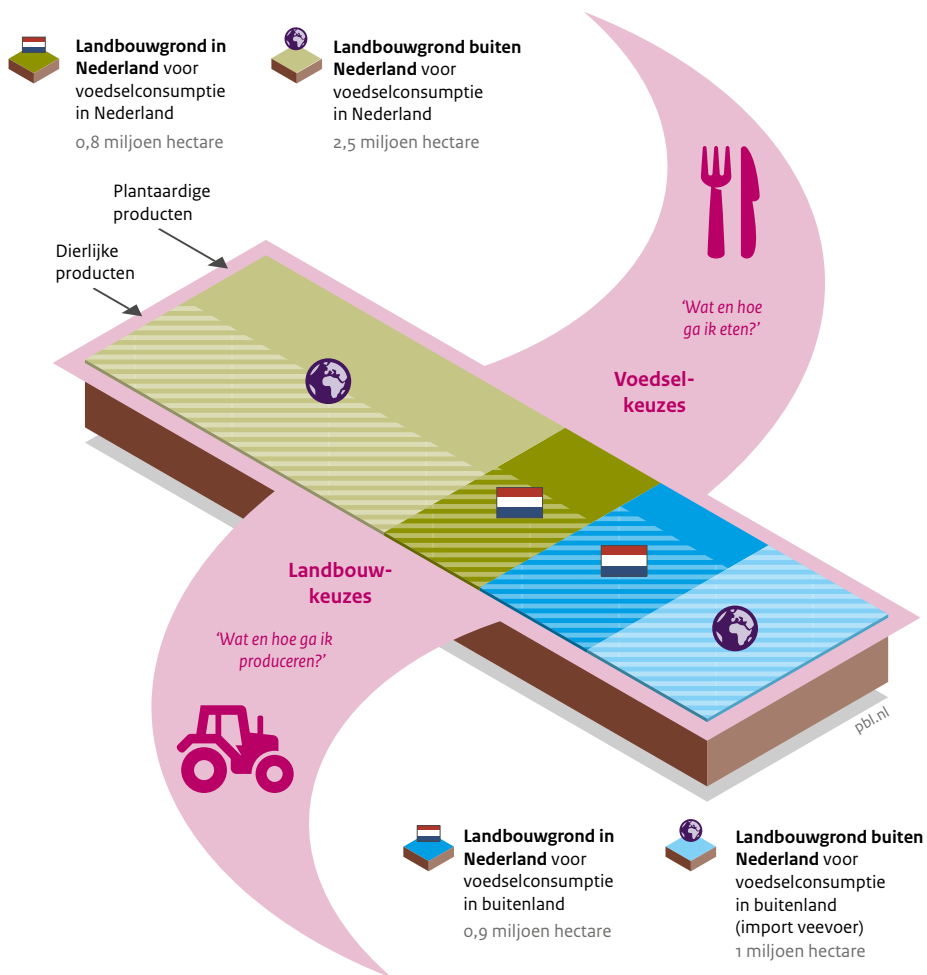 Landbouwgrond in
Nederland voor
voedselconsumptie
in Nederland
0,8 miljoen hectare
Landbouwgrond buiten
Nederland voor
voedselconsumptie
in Nederland
2,5 miljoen hectare
Plantaardige
producten
Dierlijke
producten
'Wat en hoe
ga ik eten?'
Voedsel-
keuzes
Landbouw-
keuzes
'Wat en hoe ga ik
produceren?'
pbl.nl
Landbouwgrond in
Nederland voor
voedselconsumptie
in buitenland
0,9 miljoen hectare
Landbouwgrond buiten
Nederland voor
voedselconsumptie
in buitenland
(import veevoer)
1 miljoen hectare